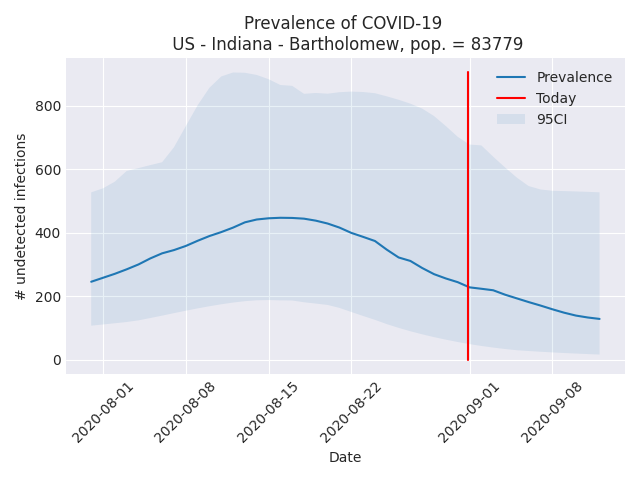 Prevalence of COVID-19
US - Indiana - Bartholomew, pop. = 83779
Prevalence
Today
95CI
# undetected infections
800
600
400
200
0
2020-08-01
2020-08-08
2020-08-15
2020-08-22
2020-09-01
2020-09-08
Date